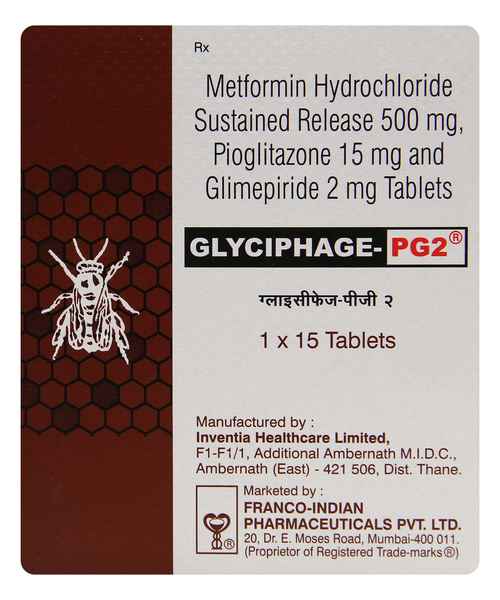 Rx
Metformin Hydrochloride
Sustained Release 500 mg,
Pioglitazone 15 mg and
Glimepiride 2 mg Tablets
GLYCIPHAGE-PG2®
ग्लाइसीफेज-पीजी २
1 x 15 Tablets
Manufactured by :
Inventia Healthcare Limited,
F1-F1/1, Additional Ambernath M.I.D.C.,
Ambernath (East) - 421 506, Dist. Thane.
Marketed by :
FRANCO-INDIAN
PHARMACEUTICALS PVT. LTD.
20, Dr. E. Moses Road, Mumbai-400 011.
(Proprietor of Registered Trade-marks®)
®